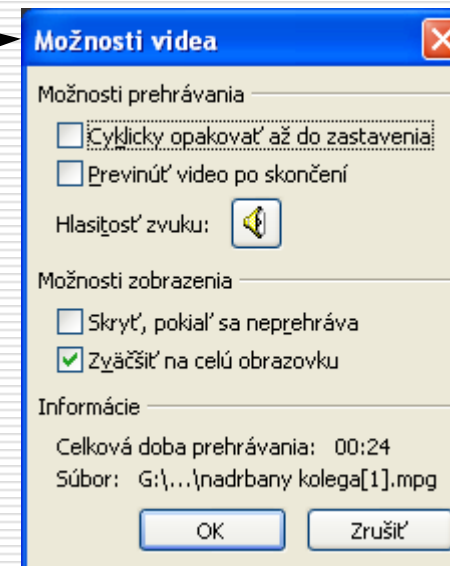 Možnosti videa
Možnosti prehrávania
Cyklicky opakovať až do zastavenia
Previnúť video po skončení
Hlasitosť zvuku:
Možnosti zobrazenia
Skryť, pokiaľ sa neprehráva
Zväčšiť na celú obrazovku
Informácie
Celková doba prehrávania: 00:24
Súbor: G:\...\nadrbany kolega[1].mpg
OK Zrušiť